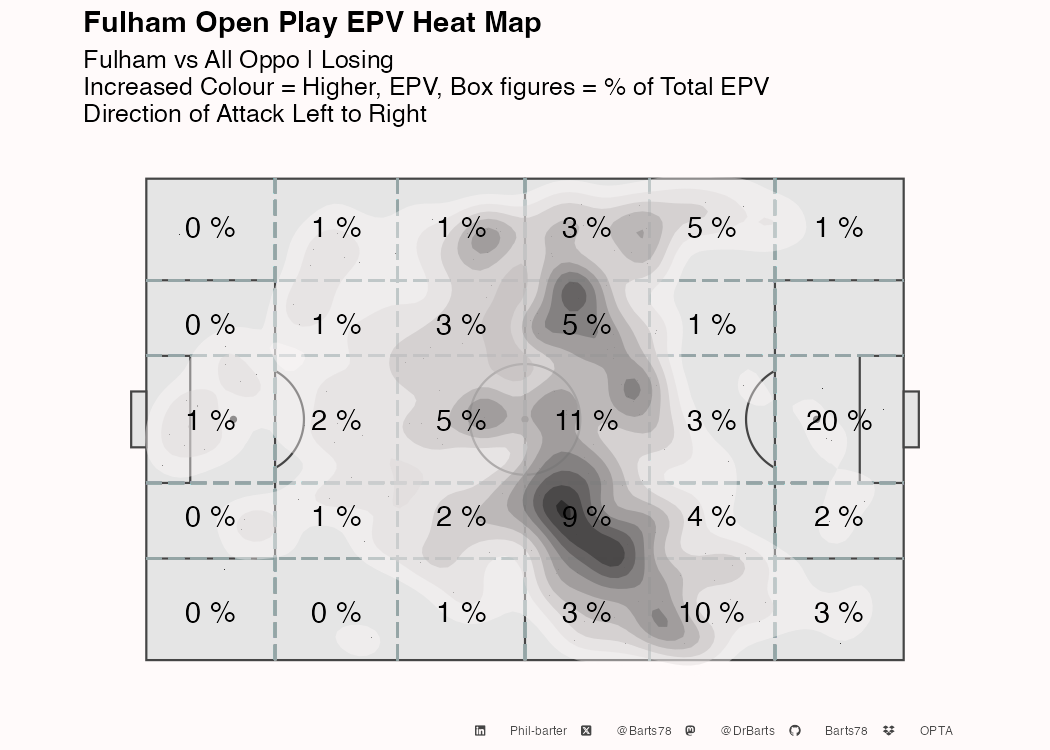 Fulham Open Play EPV Heat Map
Fulham vs All Oppo | Losing
Increased Colour = Higher, EPV, Box figures = % of Total EPV
Direction of Attack Left to Right
0 % 1 % 1 % 3 % 5 % 1 %
0 % 1 % 3 % 5 % 1 %
1 % 2 % 5 % 11 % 3 % 20 %
0 % 1 % 2 % 9 % 4 % 2 %
0 % 0 % 1 % 3 % 10 % 3 %
Phil-barter @Barts78 @DrBarts Barts78 OPTA